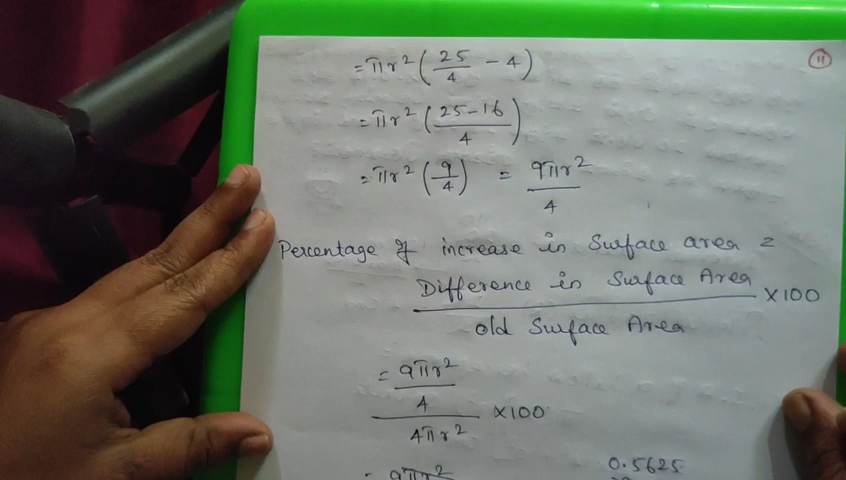 11
= πr² (25/4 - 4)
= πr² (25-16/4)
= πr² (9/4) = 9πr²/4
Percentage of increase in Surface area =
Difference in Surface Area / old Surface Area ×100
= 9πr²/4 / 4πr² ×100
= 9πr² 0.5625